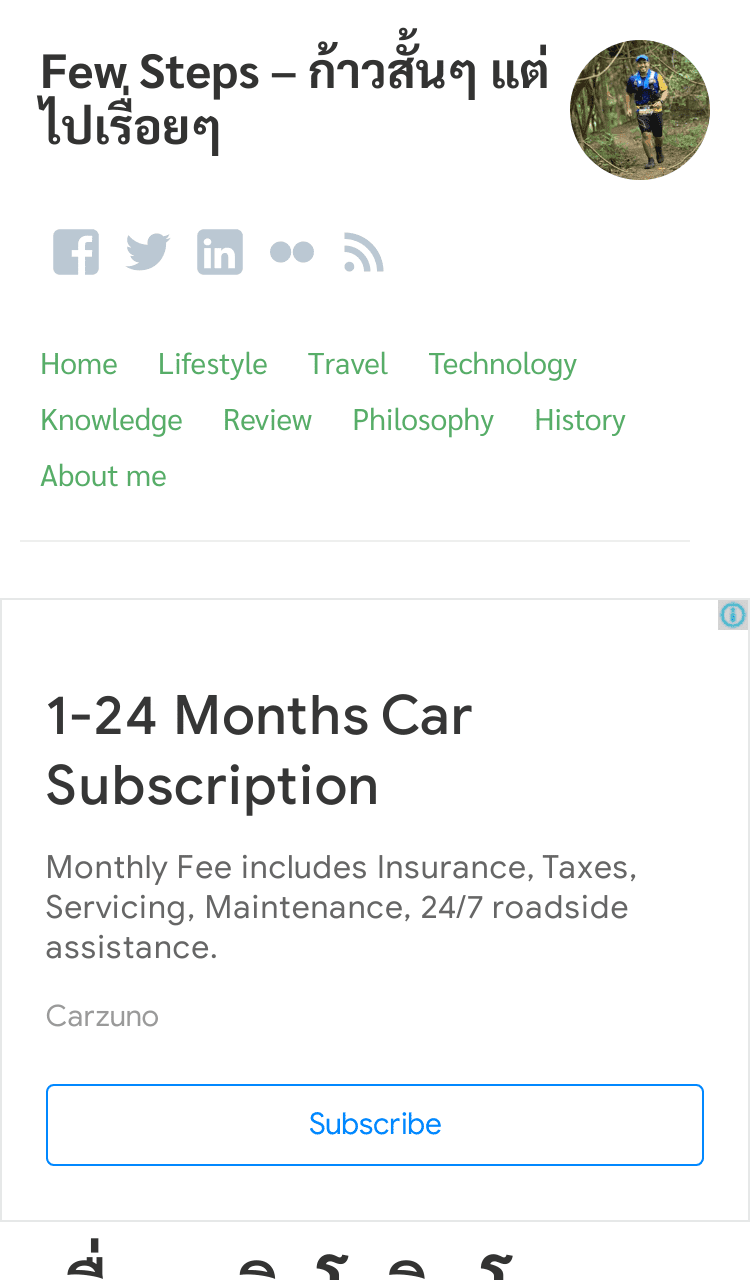 Few Steps – ก้าวสั้นๆ แต่
ไปเรื่อยๆ
Home Lifestyle Travel Technology
Knowledge Review Philosophy History
About me
1-24 Months Car
Subscription
Monthly Fee includes Insurance, Taxes,
Servicing, Maintenance, 24/7 roadside
assistance.
Carzuno
Subscribe